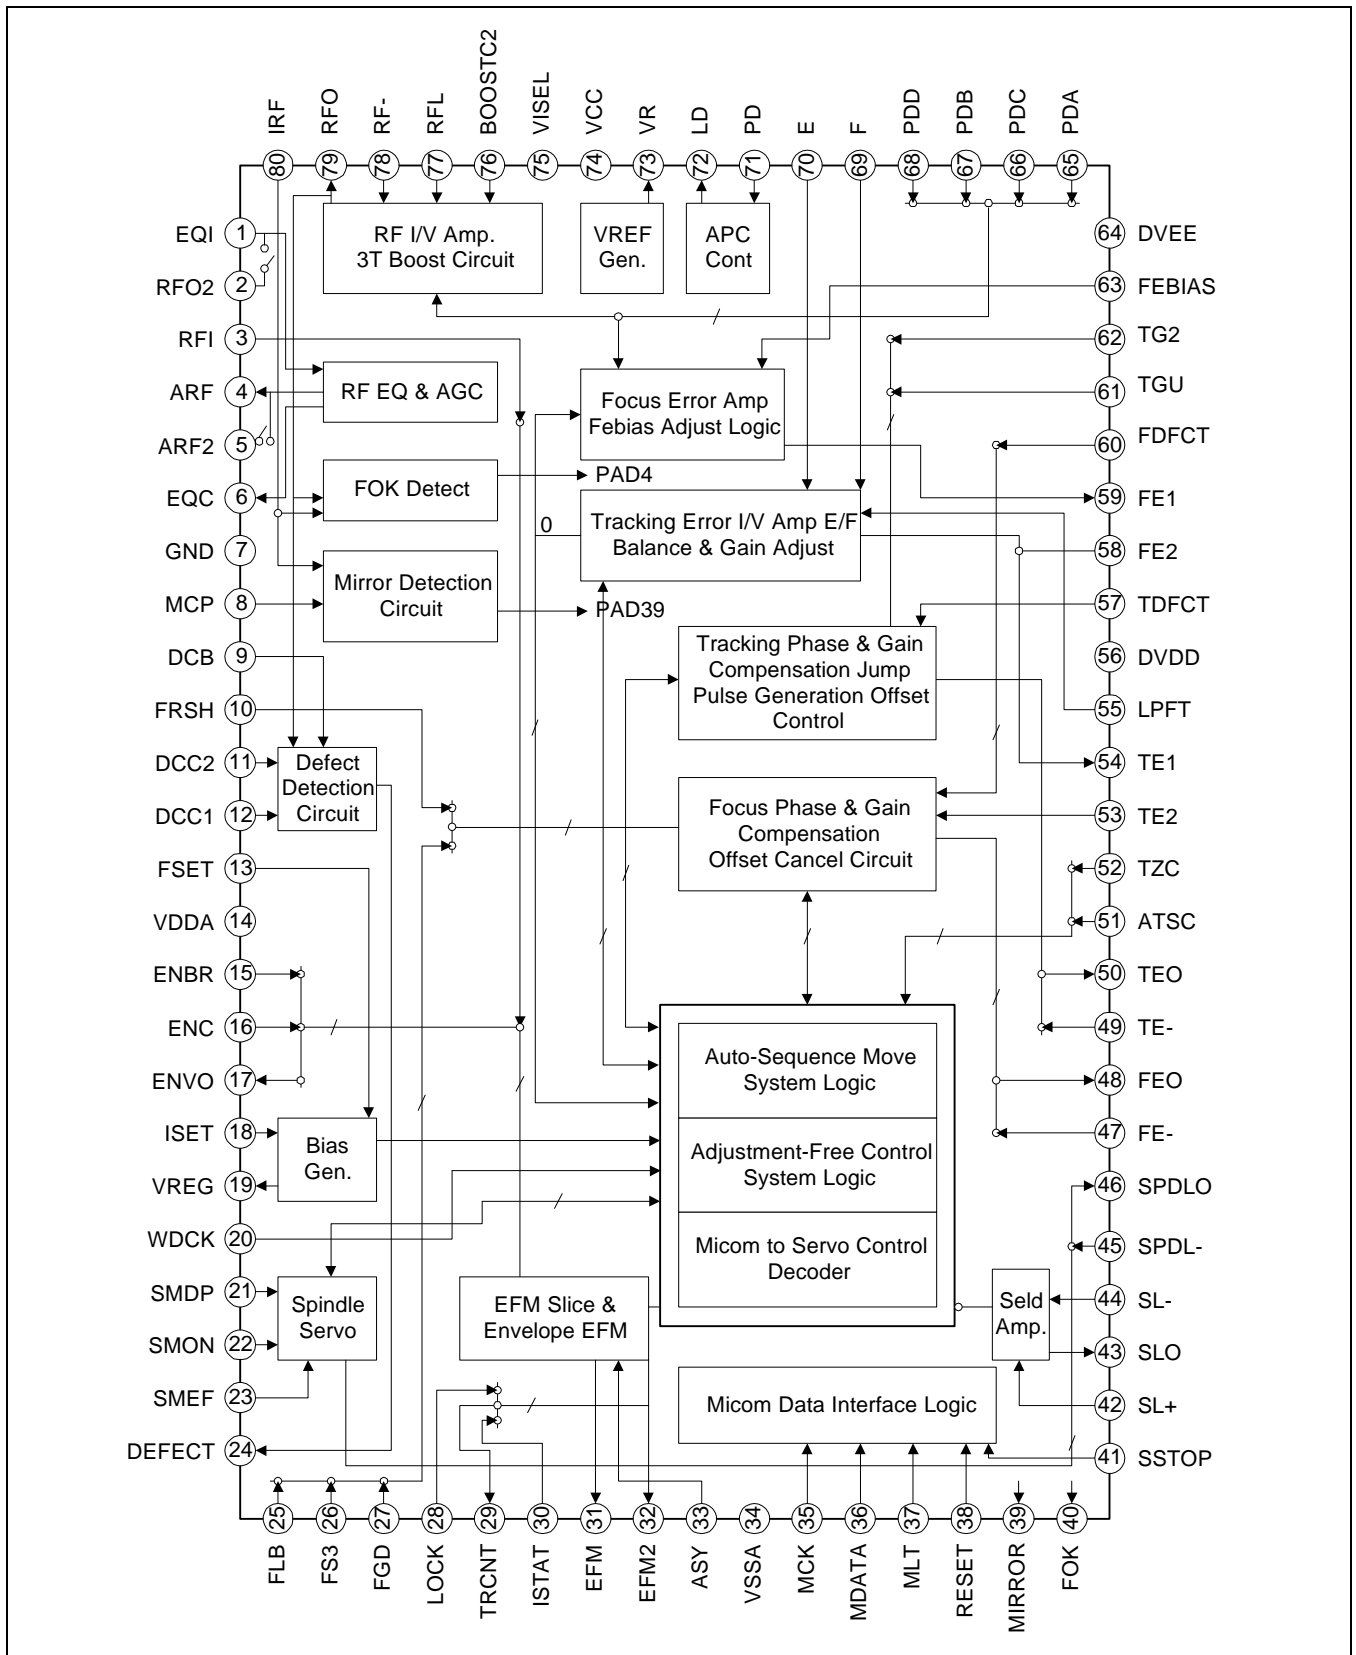 IRF
RFO
RF-
RFL
BOOSTC2
VISEL
VCC
VR
LD
PD
E
F
PDD
PDB
PDC
PDA
80
79
78
77
76
75
74
73
72
71
70
69
68
67
66
65
EQI 1
RFO2 2
RFI 3
ARF 4
ARF2 5
EQC 6
GND 7
MCP 8
DCB 9
FRSH 10
DCC2 11
DCC1 12
FSET 13
VDDA 14
ENBR 15
ENC 16
ENVO 17
ISET 18
VREG 19
WDCK 20
SMDP 21
SMON 22
SMEF 23
DEFECT 24
RF I/V Amp.
3T Boost Circuit
VREF
Gen.
APC
Cont
RF EQ & AGC
Focus Error Amp
Febias Adjust Logic
FOK Detect
PAD4
0
Tracking Error I/V Amp E/F
Balance & Gain Adjust
Mirror Detection
Circuit
PAD39
Tracking Phase & Gain
Compensation Jump
Pulse Generation Offset
Control
Defect
Detection
Circuit
Focus Phase & Gain
Compensation
Offset Cancel Circuit
Auto-Sequence Move
System Logic
Bias
Gen.
Adjustment-Free Control
System Logic
Micom to Servo Control
Decoder
Spindle
Servo
EFM Slice &
Envelope EFM
Seld
Amp.
Micom Data Interface Logic
64 DVEE
63 FEBIAS
62 TG2
61 TGU
60 FDFCT
59 FE1
58 FE2
57 TDFCT
56 DVDD
55 LPFT
54 TE1
53 TE2
52 TZC
51 ATSC
50 TEO
49 TE-
48 FEO
47 FE-
46 SPDLO
45 SPDL-
44 SL-
43 SLO
42 SL+
41 SSTOP
25
26
27
28
29
30
31
32
33
34
35
36
37
38
39
40
FLB
FS3
FGD
LOCK
TRCNT
ISTAT
EFM
EFM2
ASY
VSSA
MCK
MDATA
MLT
RESET
MIRROR
FOK